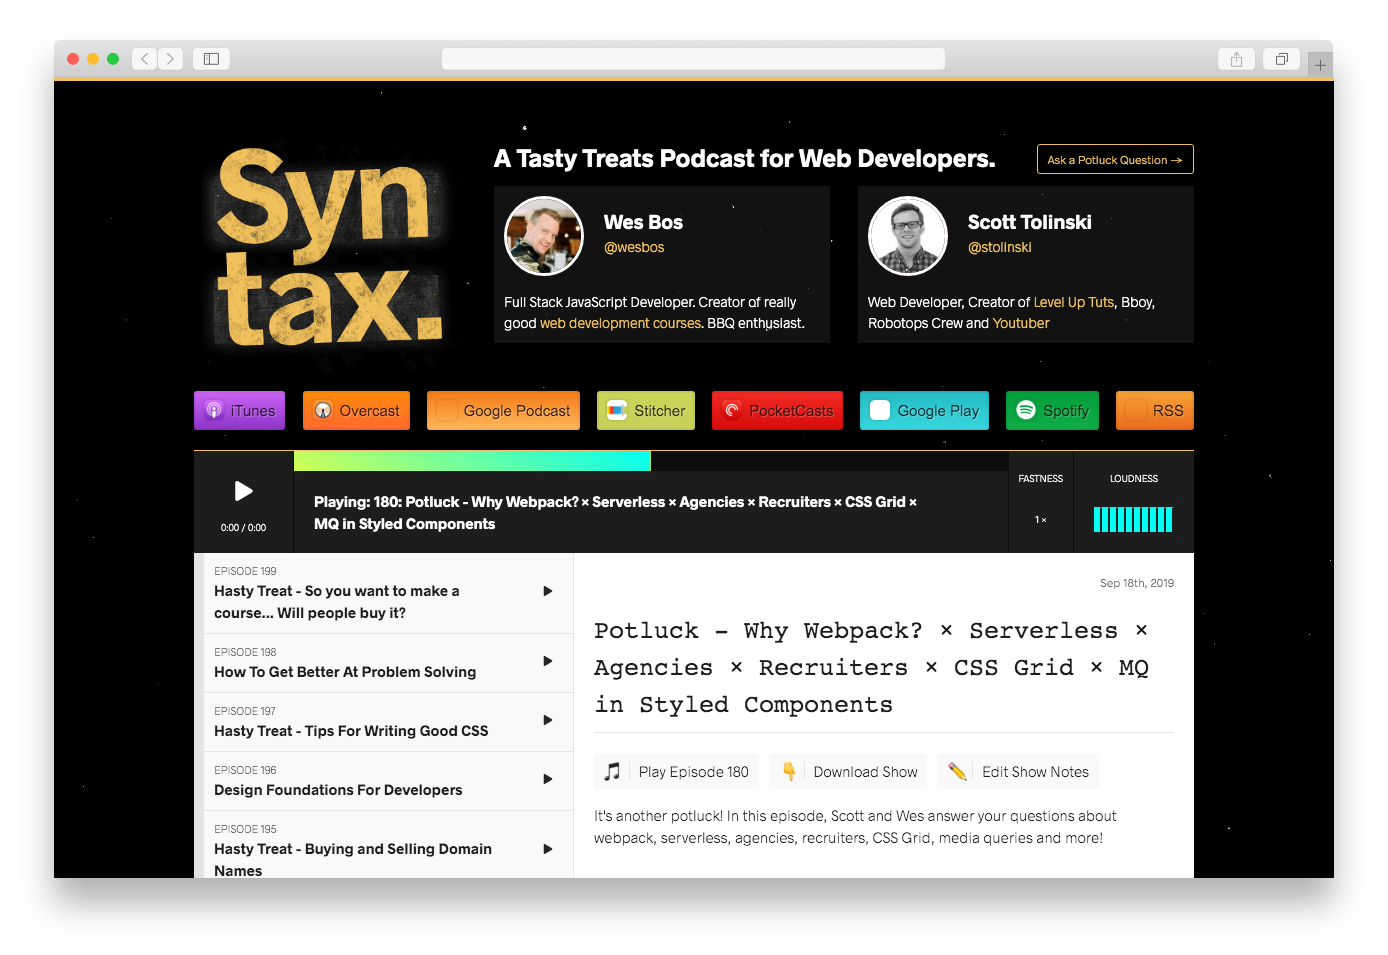 Syn
tax.
A Tasty Treats Podcast for Web Developers.
Ask a Potluck Question →
Wes Bos
@wesbos
Full Stack JavaScript Developer. Creator of really
good web development courses. BBQ enthusiast.
Scott Tolinski
@stolinski
Web Developer, Creator of Level Up Tuts, Bboy,
Robotops Crew and Youtuber
iTunes
Overcast
Google Podcast
Stitcher
PocketCasts
Google Play
Spotify
RSS
0:00 / 0:00
Playing: 180: Potluck - Why Webpack? × Serverless × Agencies × Recruiters × CSS Grid ×
MQ in Styled Components
FASTNESS
1 ×
LOUDNESS
EPISODE 199
Hasty Treat - So you want to make a
course... Will people buy it?
EPISODE 198
How To Get Better At Problem Solving
EPISODE 197
Hasty Treat - Tips For Writing Good CSS
EPISODE 196
Design Foundations For Developers
EPISODE 195
Hasty Treat - Buying and Selling Domain
Names
Sep 18th, 2019
Potluck - Why Webpack? × Serverless ×
Agencies × Recruiters × CSS Grid × MQ
in Styled Components
Play Episode 180
Download Show
Edit Show Notes
It's another potluck! In this episode, Scott and Wes answer your questions about
webpack, serverless, agencies, recruiters, CSS Grid, media queries and more!